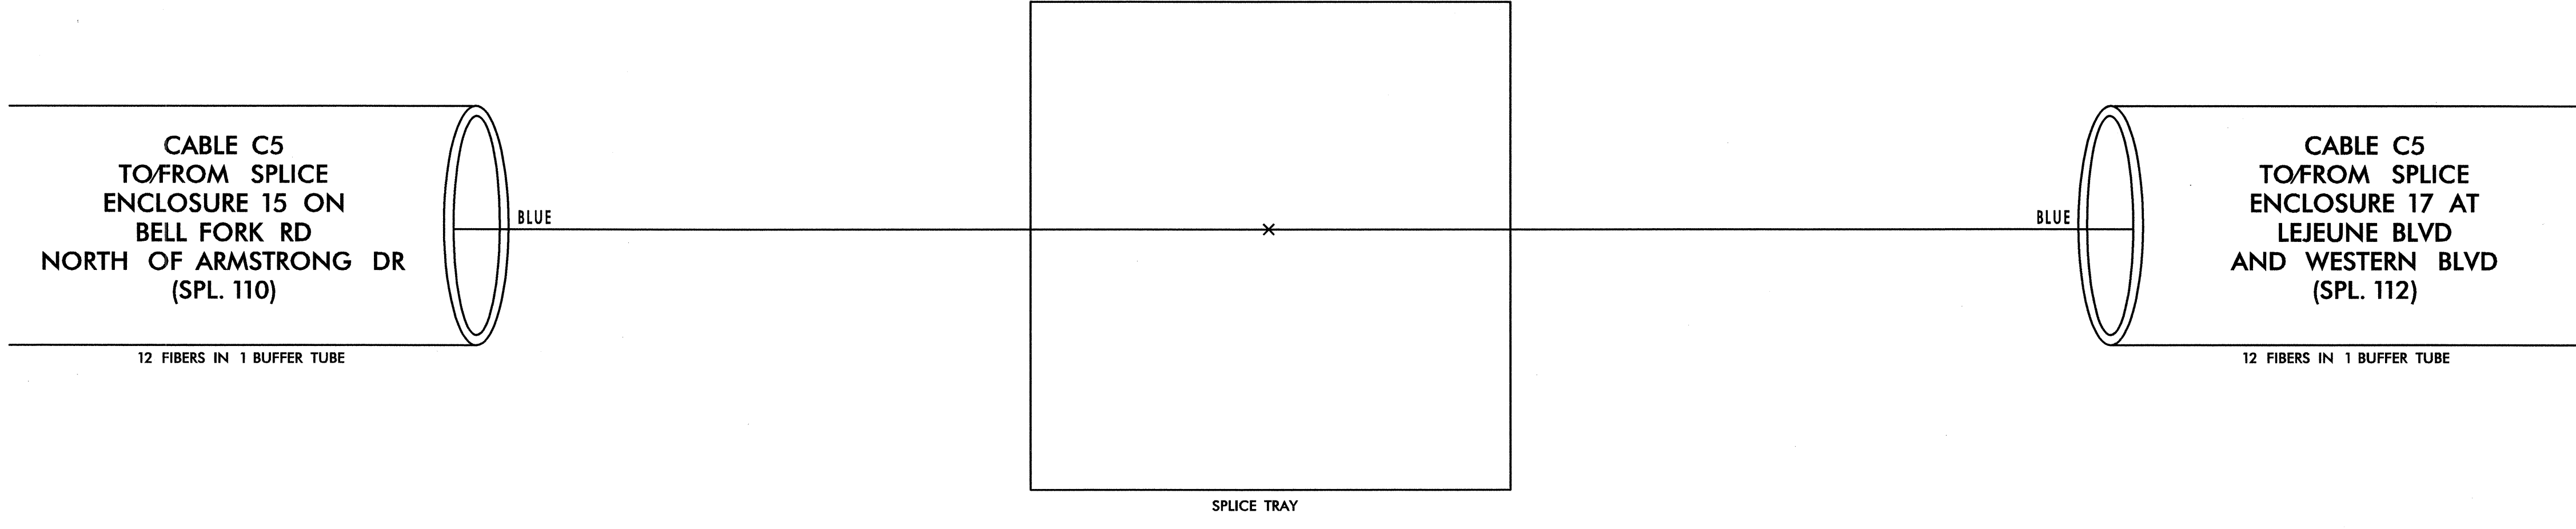 CABLE C5
TO/FROM SPLICE
ENCLOSURE 15 ON
BELL FORK RD
NORTH OF ARMSTRONG DR
(SPL. 110)
12 FIBERS IN 1 BUFFER TUBE
BLUE
SPLICE TRAY
BLUE
CABLE C5
TO/FROM SPLICE
ENCLOSURE 17 AT
LEJEUNE BLVD
AND WESTERN BLVD
(SPL. 112)
12 FIBERS IN 1 BUFFER TUBE